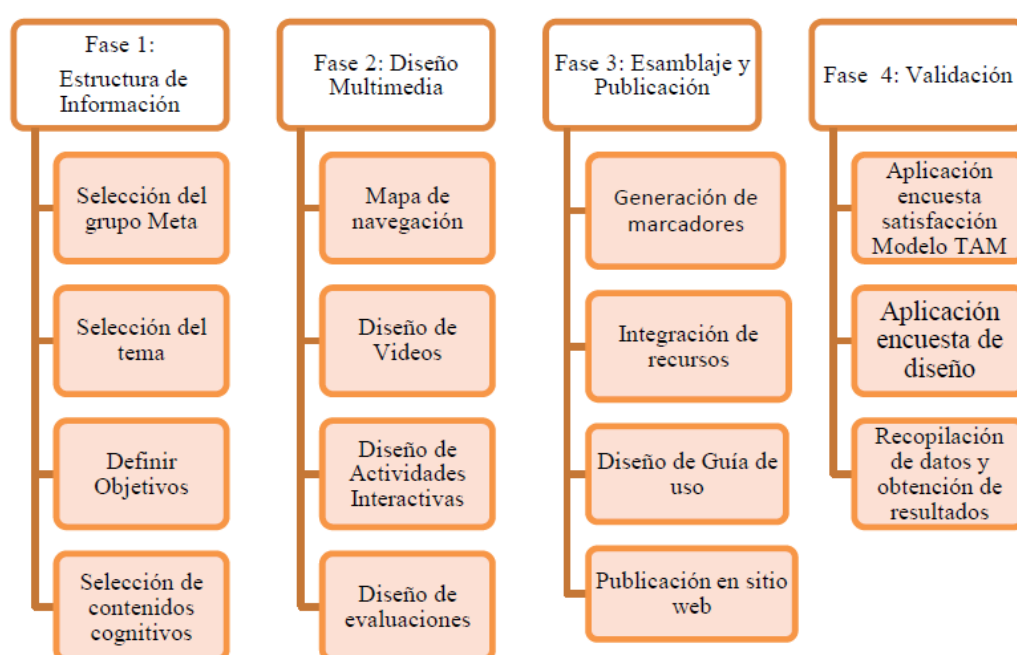 Fase 1:
Estructura de
Información
Selección del
grupo Meta
Selección del
tema
Definir
Objetivos
Selección de
contenidos
cognitivos
Fase 2: Diseño
Multimedia
Mapa de
navegación
Diseño de
Videos
Diseño de
Actividades
Interactivas
Diseño de
evaluaciones
Fase 3: Esamblaje y
Publicación
Generación de
marcadores
Integración de
recursos
Diseño de Guía de
uso
Publicación en sitio
web
Fase 4: Validación
Aplicación
encuesta
satisfacción
Modelo TAM
Aplicación
encuesta de
diseño
Recopilación
de datos y
obtención de
resultados